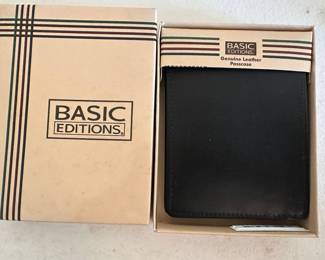 BASIC
EDITIONS®
BASIC
EDITIONS®
Genuine Leather
Passcase